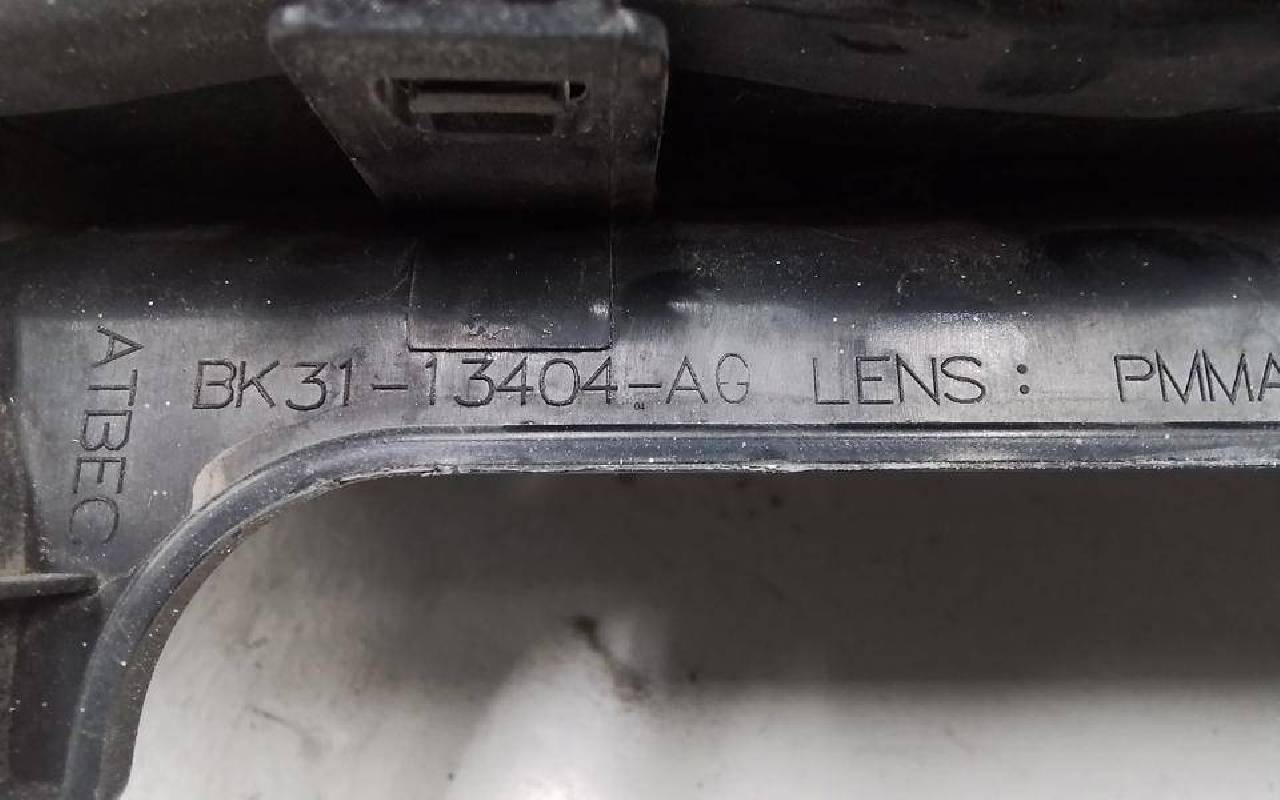 BK31-13404-AG LENS: PMMA
ATBEC